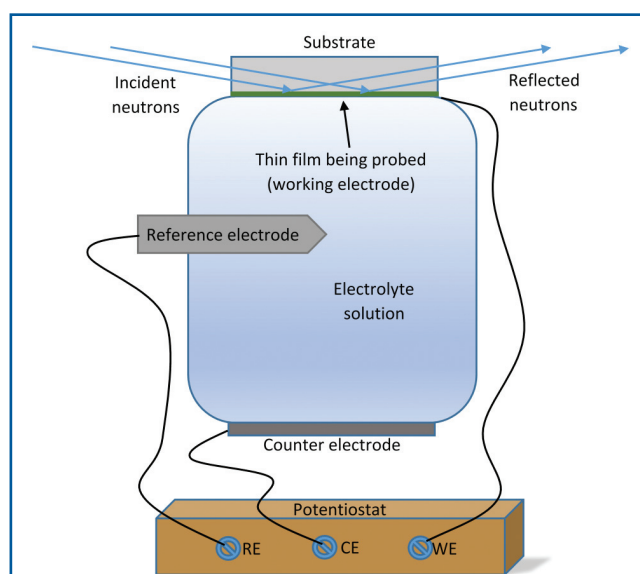 Substrate
Incident
neutrons
Reflected
neutrons
Thin film being probed
(working electrode)
Reference electrode
Electrolyte
solution
Counter electrode
Potentiostat
RE
CE
WE